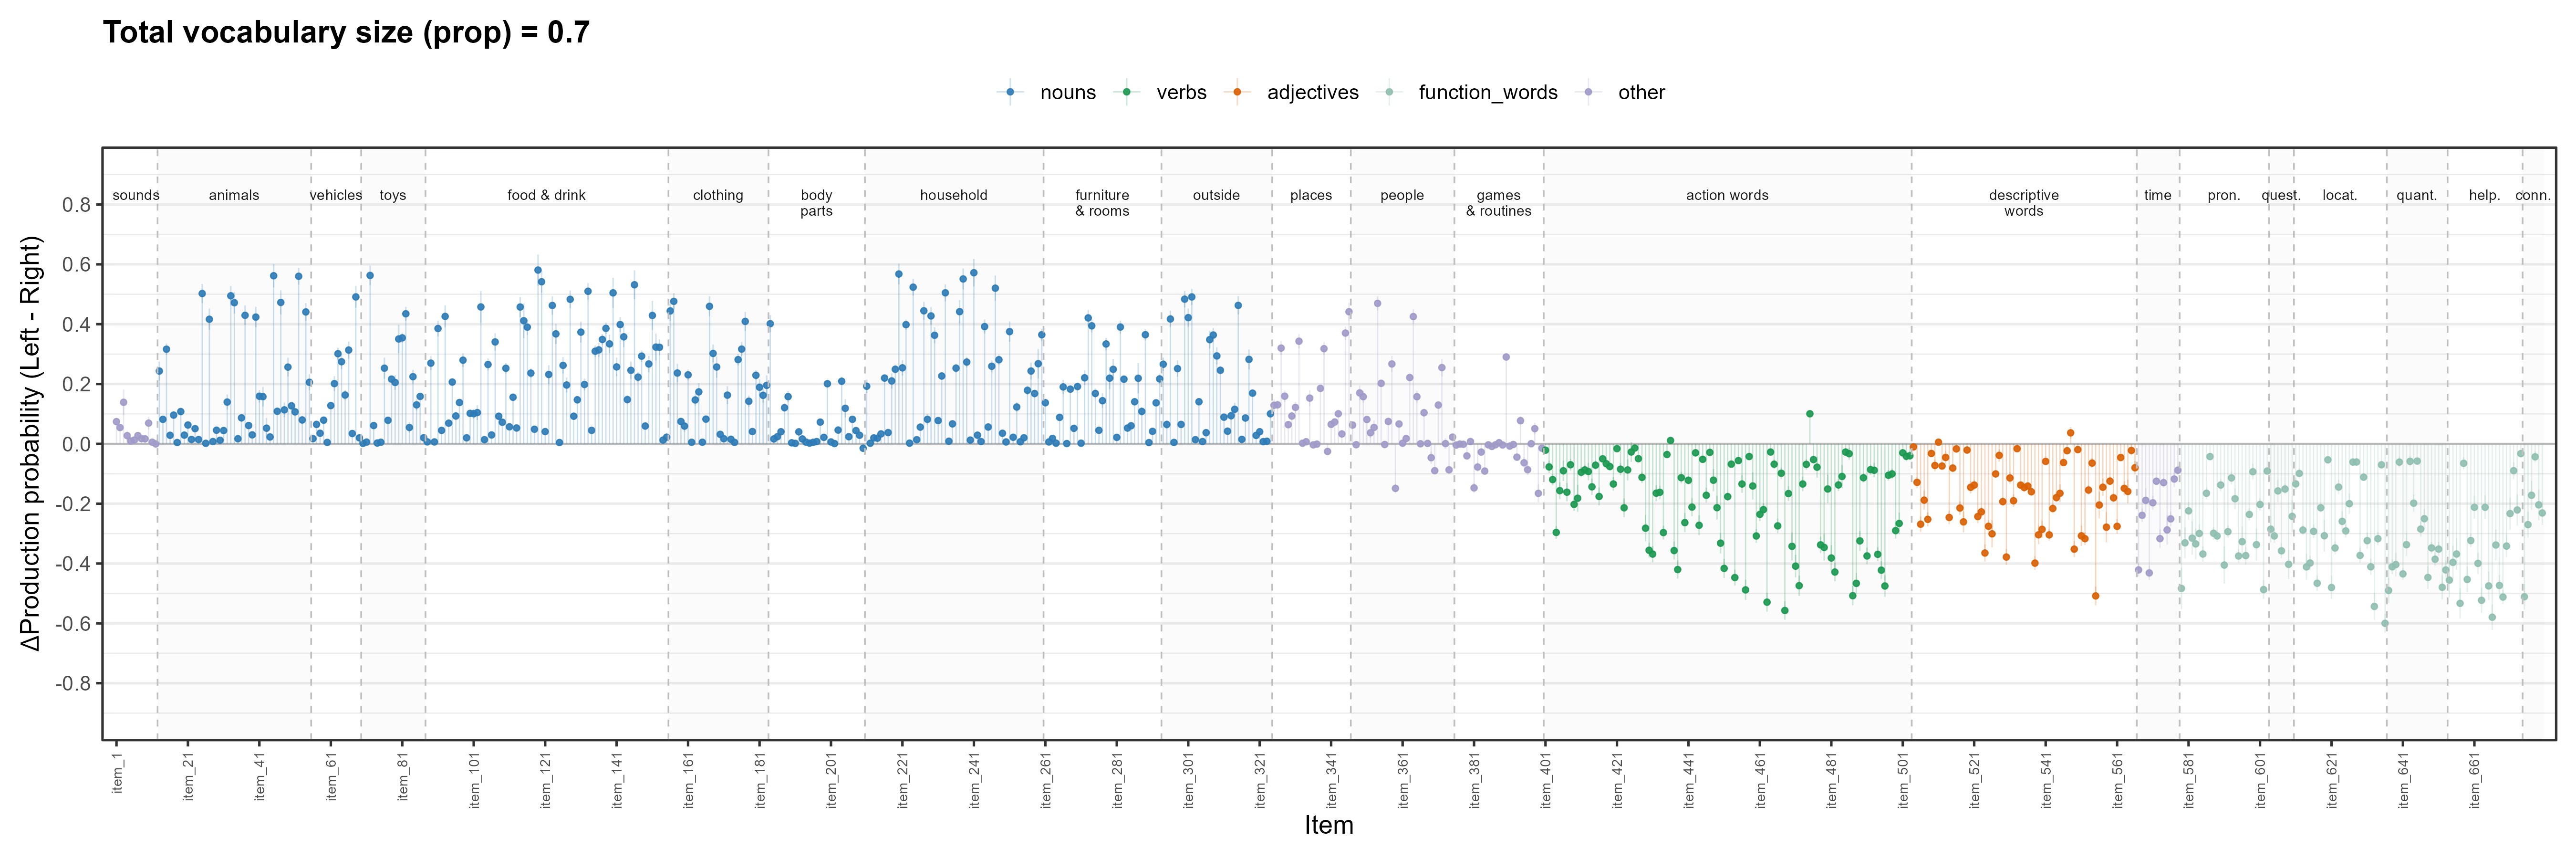 Total vocabulary size (prop) = 0.7
nouns verbs adjectives function_words other
sounds animals vehicles toys food & drink clothing body parts household furniture & rooms outside places people games & routines action words descriptive words time pron. quest. locat. quant. help. conn.
ΔProduction probability (Left - Right)
0.8
0.6
0.4
0.2
0.0
-0.2
-0.4
-0.6
-0.8
item_1 item_21 item_41 item_61 item_81 item_101 item_121 item_141 item_161 item_181 item_201 item_221 item_241 item_261 item_281 item_301 item_321 item_341 item_361 item_381 item_401 item_421 item_441 item_461 item_481 item_501 item_521 item_541 item_561 item_581 item_601 item_621 item_641 item_661
Item